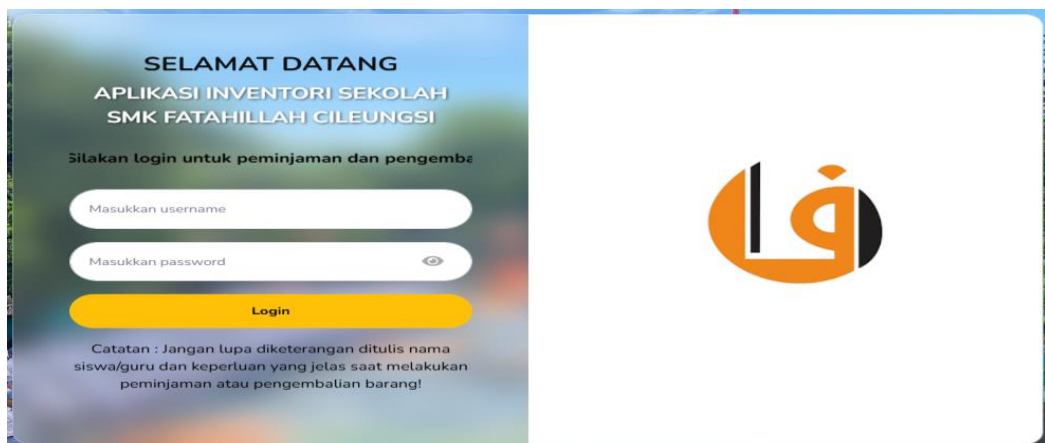 SELAMAT DATANG
APLIKASI INVENTORI SEKOLAH
SMK FATAHILLAH CILEUNGSI
Silakan login untuk peminjaman dan pengemba
Masukkan username
Masukkan password
Login
Catatan : Jangan lupa diketerangan ditulis nama
siswa/guru dan keperluan yang jelas saat melakukan
peminjaman atau pengembalian barang!